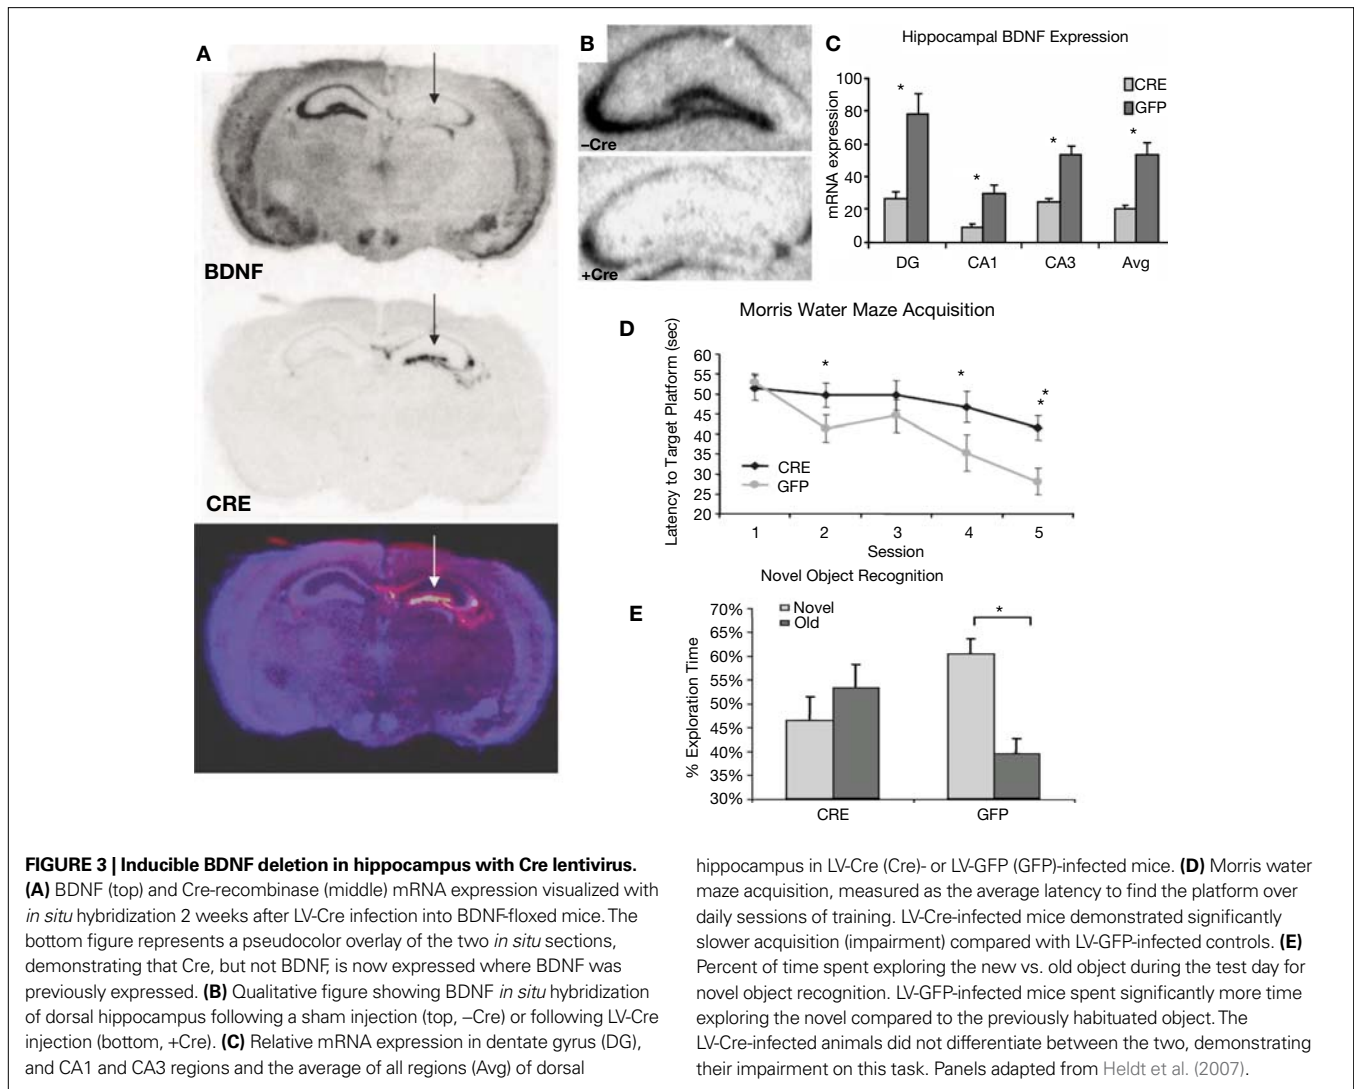 A
BDNF
CRE
B
–Cre
+Cre
C
Hippocampal BDNF Expression
mRNA expression
100
80
60
40
20
0
*
*
*
*
CRE
GFP
DG
CA1
CA3
Avg
D
Morris Water Maze Acquisition
Latency to Target Platform (sec)
60
55
50
45
40
35
30
25
20
*
*
*
*
CRE
GFP
1
2
3
4
5
Session
E
Novel Object Recognition
% Exploration Time
70%
65%
60%
55%
50%
45%
40%
35%
30%
Novel
Old
*
CRE
GFP
FIGURE 3 | Inducible BDNF deletion in hippocampus with Cre lentivirus.
(A) BDNF (top) and Cre-recombinase (middle) mRNA expression visualized with
in situ hybridization 2 weeks after LV-Cre infection into BDNF-floxed mice. The
bottom figure represents a pseudocolor overlay of the two in situ sections,
demonstrating that Cre, but not BDNF, is now expressed where BDNF was
previously expressed. (B) Qualitative figure showing BDNF in situ hybridization
of dorsal hippocampus following a sham injection (top, –Cre) or following LV-Cre
injection (bottom, +Cre). (C) Relative mRNA expression in dentate gyrus (DG),
and CA1 and CA3 regions and the average of all regions (Avg) of dorsal
hippocampus in LV-Cre (Cre)- or LV-GFP (GFP)-infected mice. (D) Morris water
maze acquisition, measured as the average latency to find the platform over
daily sessions of training. LV-Cre-infected mice demonstrated significantly
slower acquisition (impairment) compared with LV-GFP-infected controls. (E)
Percent of time spent exploring the new vs. old object during the test day for
novel object recognition. LV-GFP-infected mice spent significantly more time
exploring the novel compared to the previously habituated object. The
LV-Cre-infected animals did not differentiate between the two, demonstrating
their impairment on this task. Panels adapted from Heldt et al. (2007).